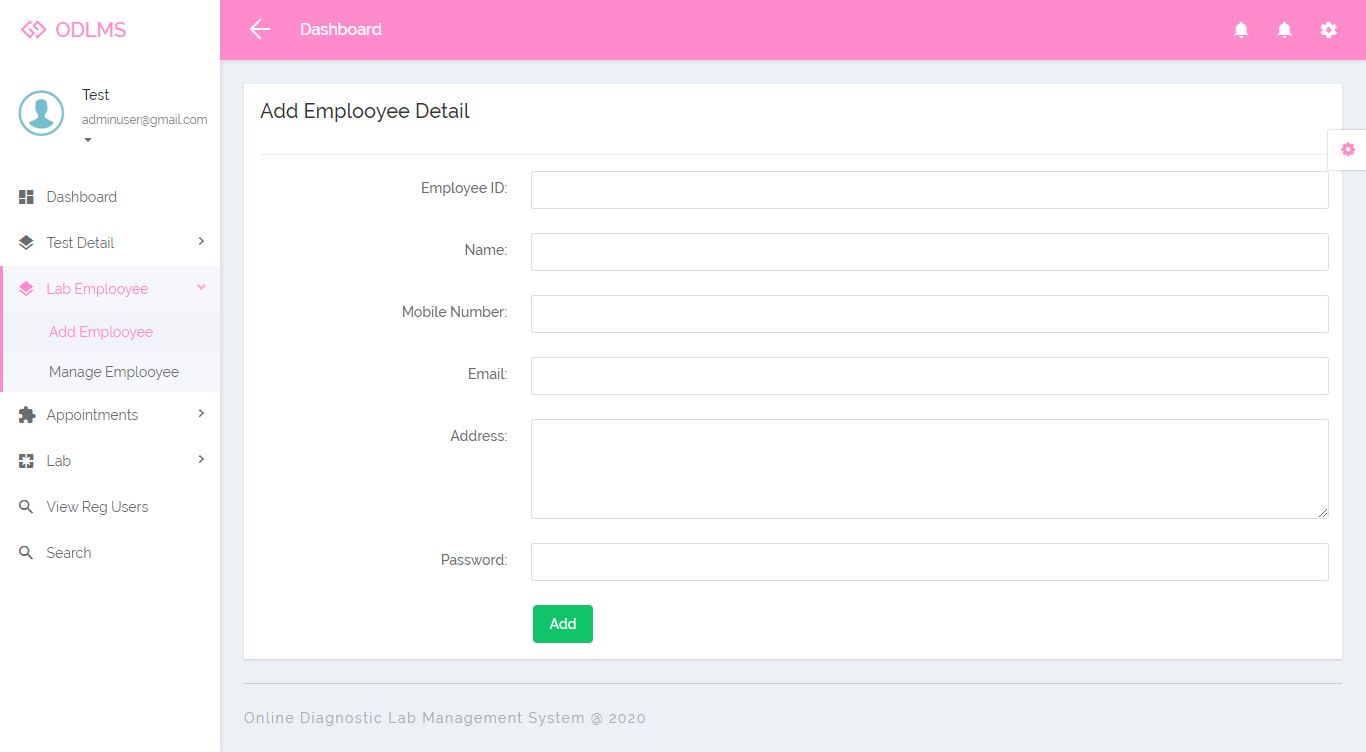 ODLMS
Dashboard
Test
adminuser@gmail.com
Dashboard
Test Detail
Lab Emplooyee
Add Emplooyee
Manage Emplooyee
Appointments
Lab
View Reg Users
Search
Add Emplooyee Detail
Employee ID:
Name:
Mobile Number:
Email:
Address:
Password:
Add
Online Diagnostic Lab Management System @ 2020